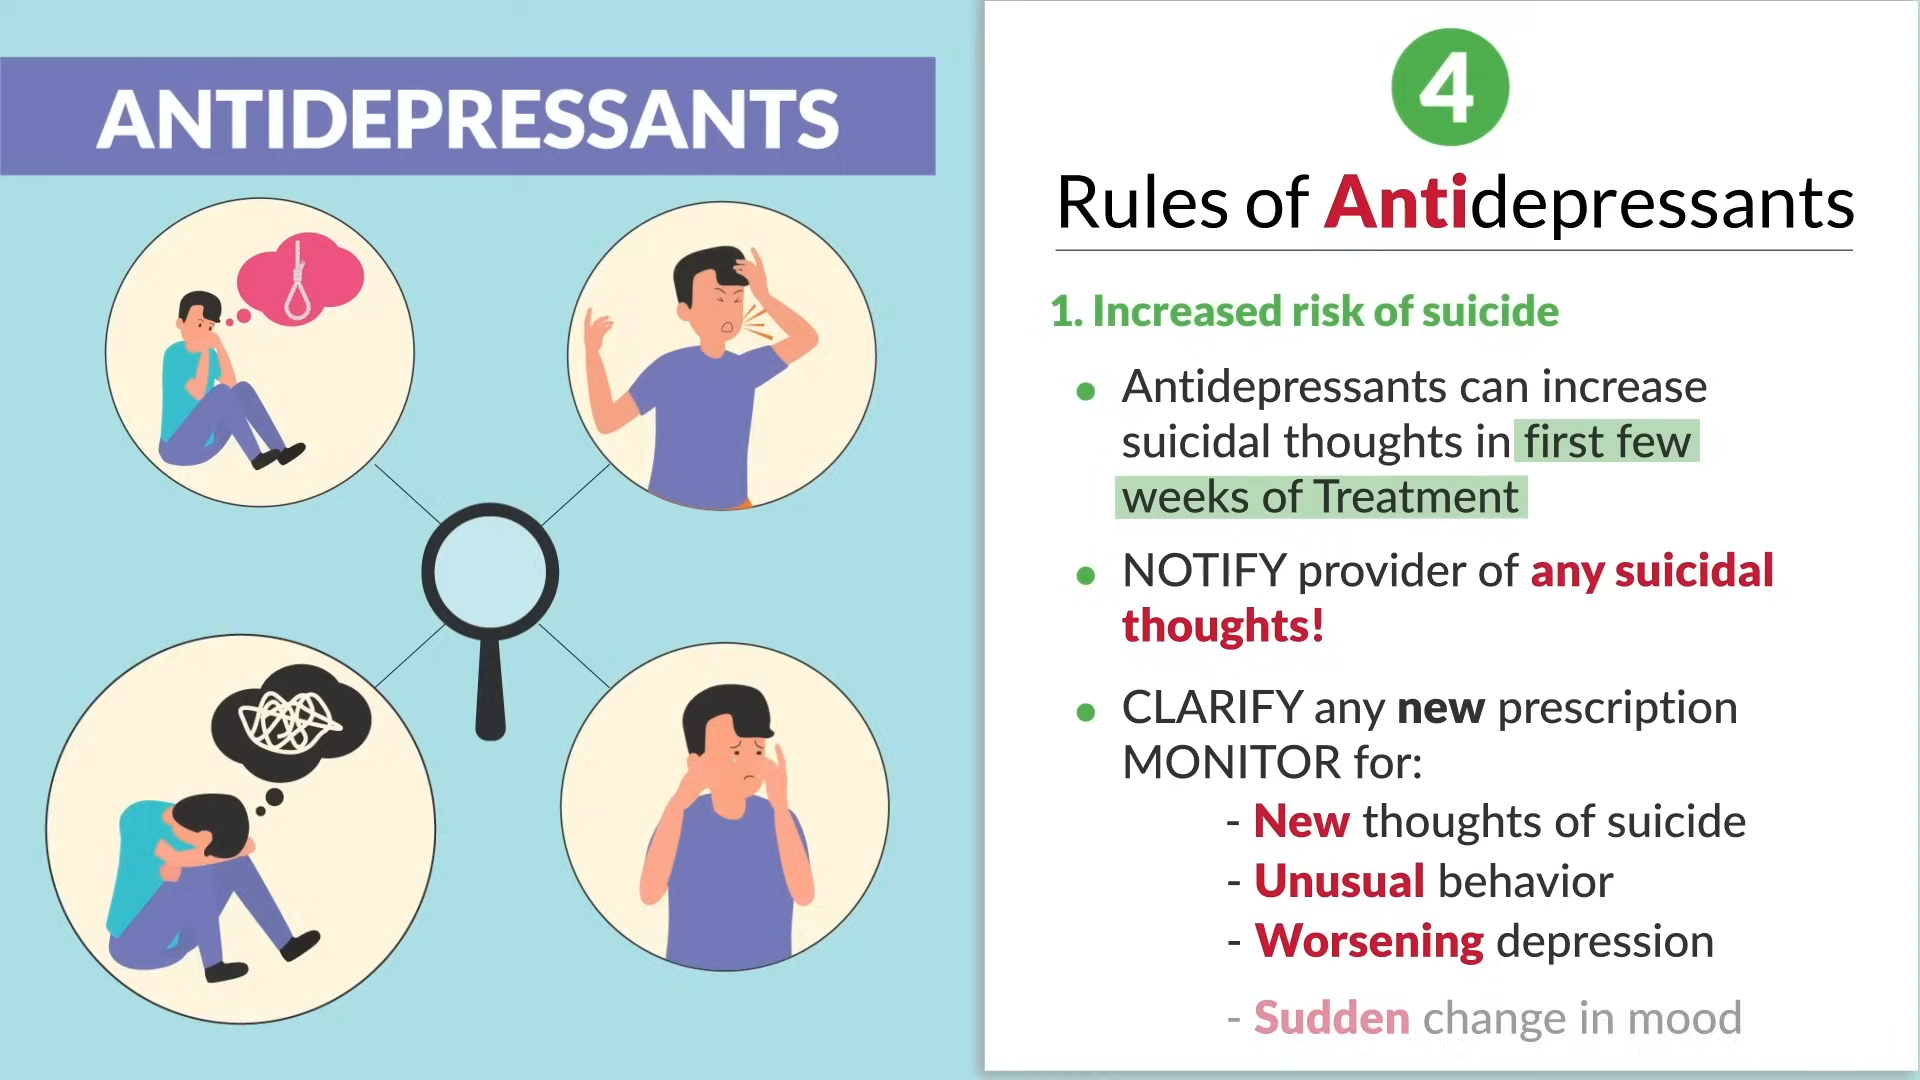 ANTIDEPRESSANTS
4
Rules of Antidepressants
1. Increased risk of suicide
• Antidepressants can increase
suicidal thoughts in first few
weeks of Treatment
• NOTIFY provider of any suicidal
thoughts!
• CLARIFY any new prescription
MONITOR for:
- New thoughts of suicide
- Unusual behavior
- Worsening depression
- Sudden change in mood